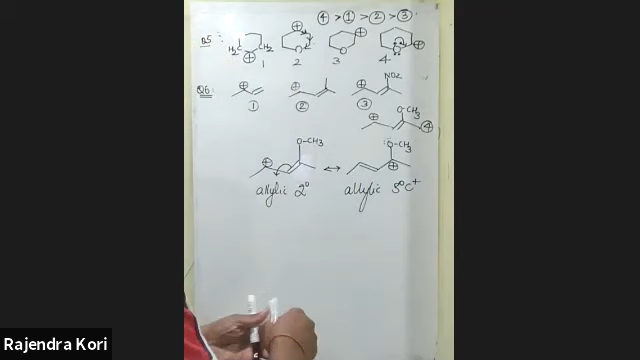 ④ > ① > ② > ③
Q5 :
H₂C CH₂ ⊕ ⊕ O ⊕ O ⊕ O
1 2 3 4
Q6:
⊕ ⊕ ⊕ NO2
① ② ③
⊕ O-CH₃ ④
⊕ O-CH₃ ↔ O-CH₃ ⊕
allylic 2° allylic 3° C⁺
Rajendra Kori